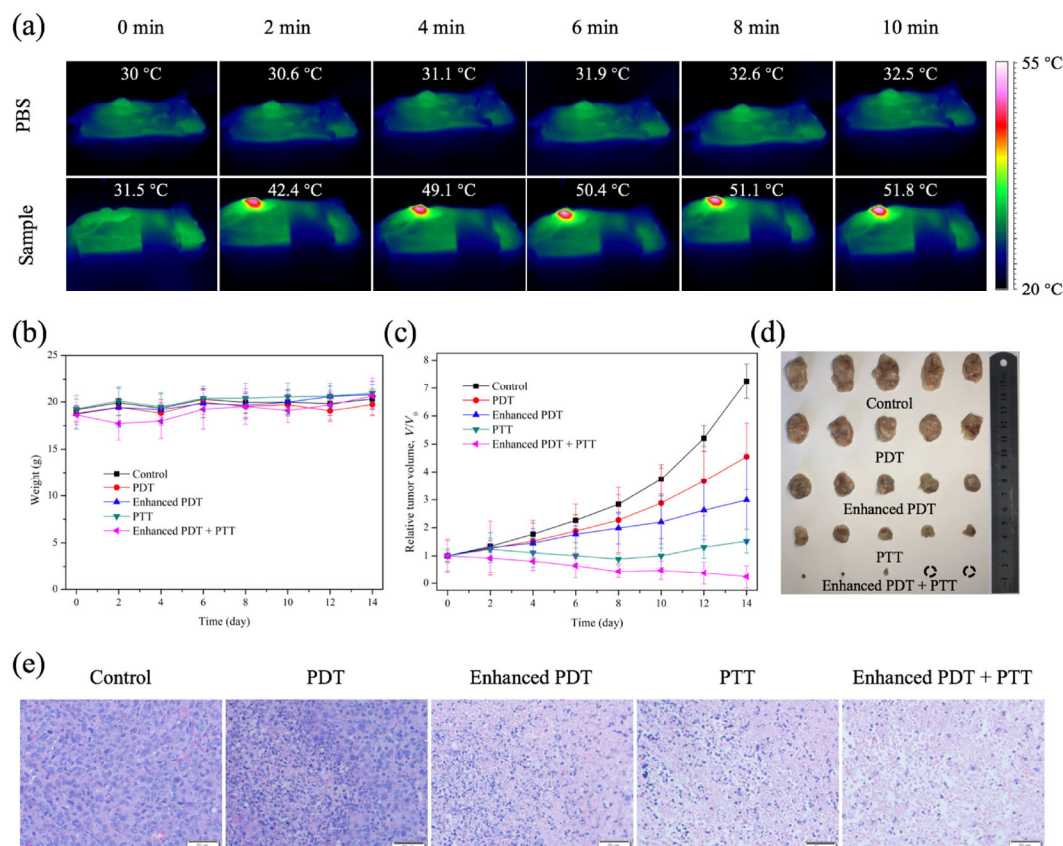 (a)
0 min 2 min 4 min 6 min 8 min 10 min
PBS
30 °C 30.6 °C 31.1 °C 31.9 °C 32.6 °C 32.5 °C
55 °C
Sample
31.5 °C 42.4 °C 49.1 °C 50.4 °C 51.1 °C 51.8 °C
20 °C
(b)
Weight (g)
25
20
15
10
5
0
Control
PDT
Enhanced PDT
PTT
Enhanced PDT + PTT
0 2 4 6 8 10 12 14
Time (day)
(c)
Relative tumor volume, V/V0
8
7
6
5
4
3
2
1
0
Control
PDT
Enhanced PDT
PTT
Enhanced PDT + PTT
0 2 4 6 8 10 12 14
Time (day)
(d)
Control
PDT
Enhanced PDT
PTT
Enhanced PDT + PTT
(e)
Control PDT Enhanced PDT PTT Enhanced PDT + PTT